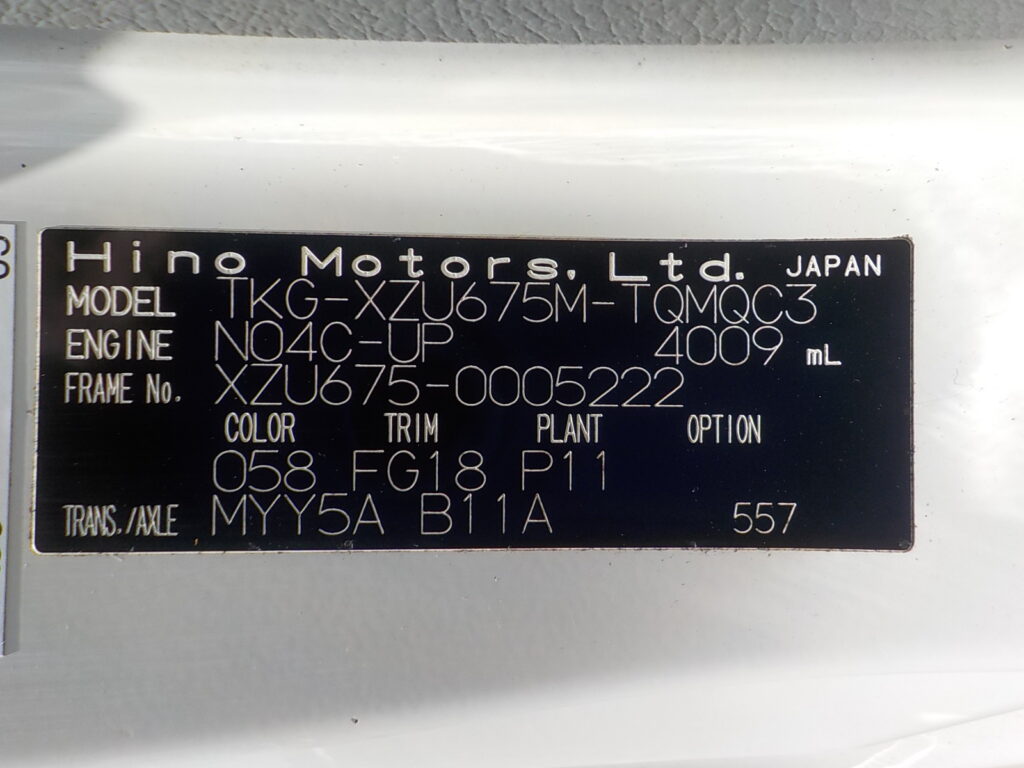 Hino Motors, Ltd. JAPAN
MODEL TKG-XZU675M-TQMQC3
ENGINE N04C-UP 4009 mL
FRAME No. XZU675-0005222
COLOR TRIM PLANT OPTION
058 FG18 P11
TRANS./AXLE MYY5A B11A 557